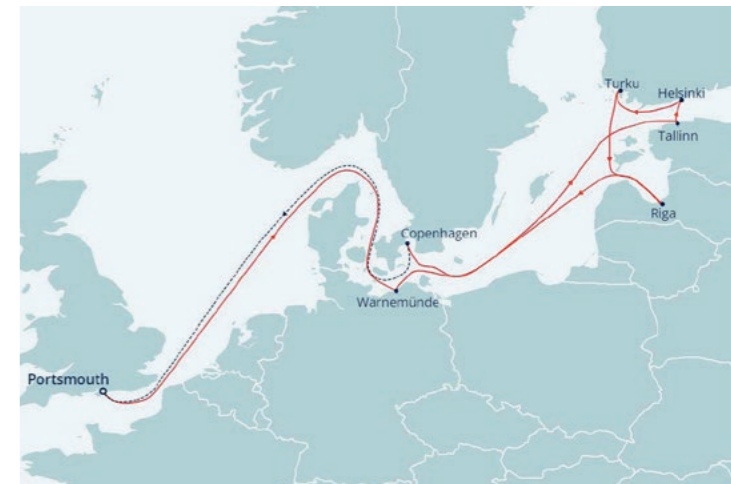 Turku
Helsinki
Tallinn
Riga
Copenhagen
Warnemünde
Portsmouth